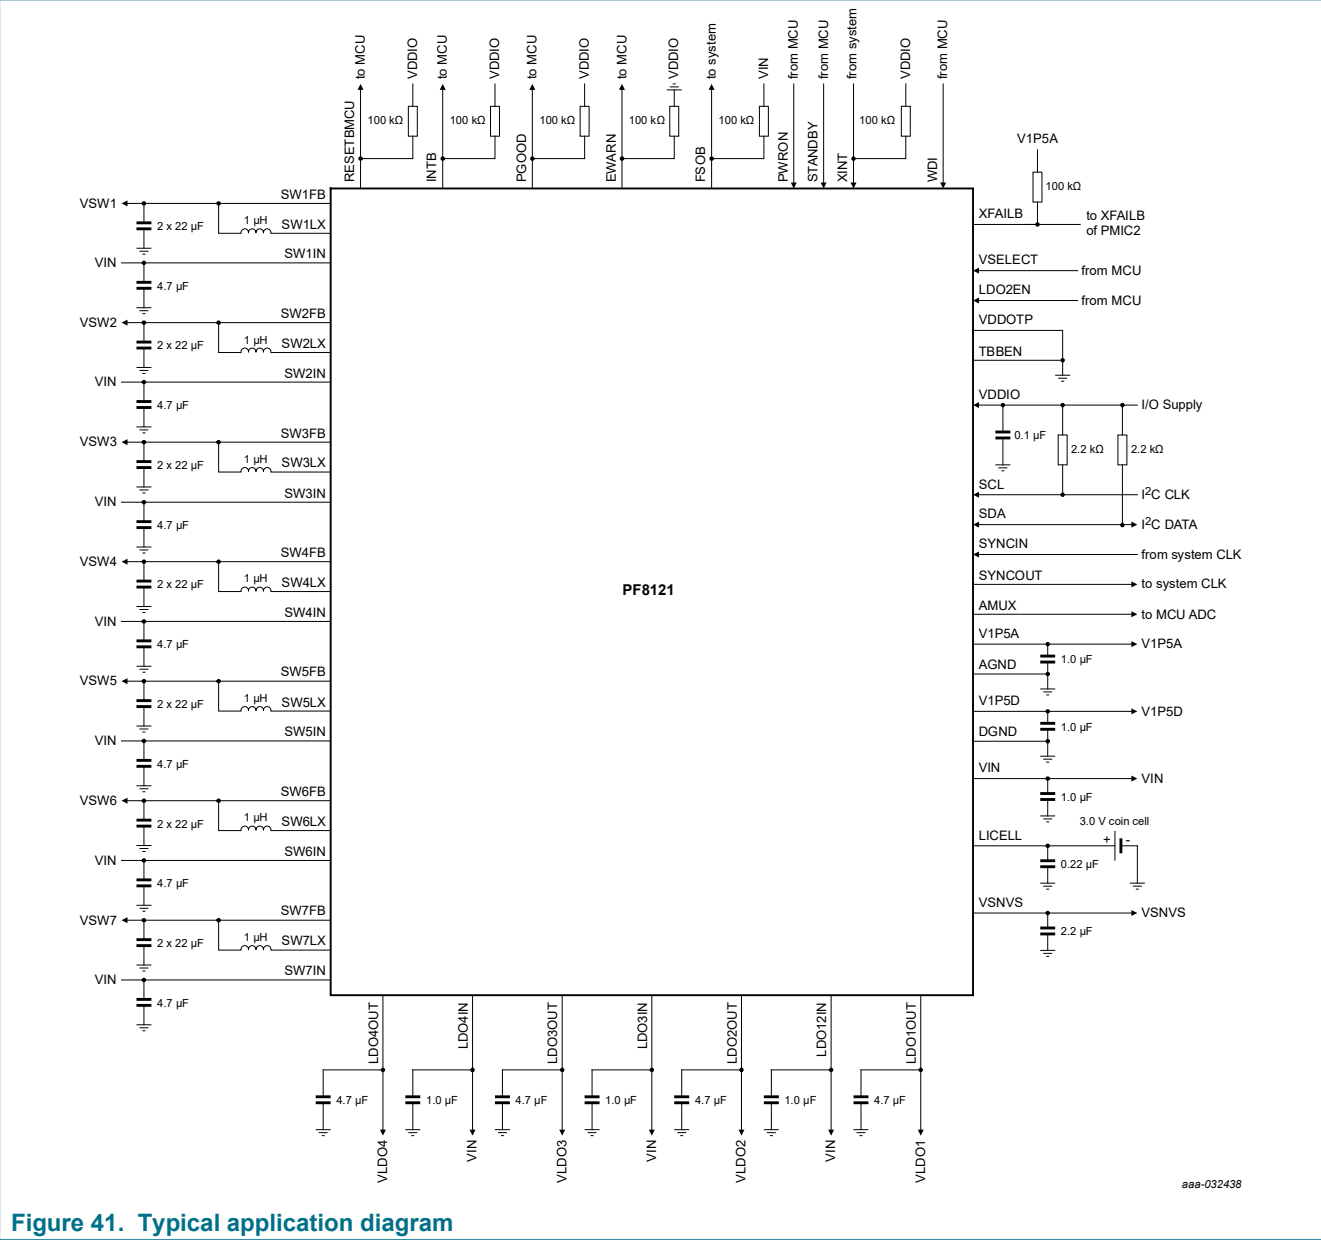 to MCU
VDDIO
to MCU
VDDIO
to MCU
VDDIO
to MCU
VDDIO
to system
VIN
from MCU
from MCU
from system
VDDIO
from MCU
100 kΩ
100 kΩ
100 kΩ
100 kΩ
100 kΩ
100 kΩ
RESETBMCU
INTB
PGOOD
EWARN
FSOB
PWRON
STANDBY
XINT
WDI
VSW1
SW1FB
2 x 22 µF
1 µH
SW1LX
VIN
SW1IN
4.7 µF
VSW2
SW2FB
2 x 22 µF
1 µH
SW2LX
VIN
SW2IN
4.7 µF
VSW3
SW3FB
2 x 22 µF
1 µH
SW3LX
VIN
SW3IN
4.7 µF
VSW4
SW4FB
2 x 22 µF
1 µH
SW4LX
VIN
SW4IN
4.7 µF
VSW5
SW5FB
2 x 22 µF
1 µH
SW5LX
VIN
SW5IN
4.7 µF
VSW6
SW6FB
2 x 22 µF
1 µH
SW6LX
VIN
SW6IN
4.7 µF
VSW7
SW7FB
2 x 22 µF
1 µH
SW7LX
VIN
SW7IN
4.7 µF
PF8121
V1P5A
100 kΩ
XFAILB
to XFAILB
of PMIC2
VSELECT
from MCU
LDO2EN
from MCU
VDDOTP
TBBEN
VDDIO
I/O Supply
0.1 µF
2.2 kΩ
2.2 kΩ
SCL
I2C CLK
SDA
I2C DATA
SYNCIN
from system CLK
SYNCOUT
to system CLK
AMUX
to MCU ADC
V1P5A
V1P5A
1.0 µF
AGND
V1P5D
V1P5D
1.0 µF
DGND
VIN
VIN
1.0 µF
3.0 V coin cell
LICELL
+ -
0.22 µF
VSNVS
VSNVS
2.2 µF
LDO4OUT
LDO4IN
LDO3OUT
LDO3IN
LDO2OUT
LDO12IN
LDO1OUT
4.7 µF
1.0 µF
4.7 µF
1.0 µF
4.7 µF
1.0 µF
4.7 µF
VLDO4
VIN
VLDO3
VIN
VLDO2
VIN
VLDO1
aaa-032438
Figure 41. Typical application diagram